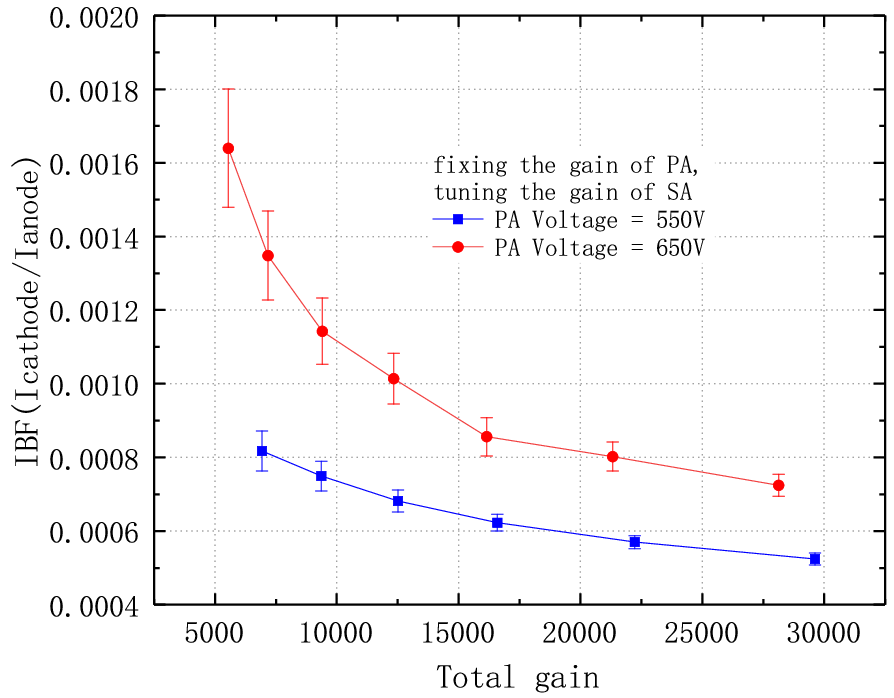 0.0020
0.0018
0.0016
0.0014
0.0012
0.0010
0.0008
0.0006
0.0004
IBF(Icathode/Ianode)
fixing the gain of PA,
tuning the gain of SA
PA Voltage = 550V
PA Voltage = 650V
5000 10000 15000 20000 25000 30000
Total gain